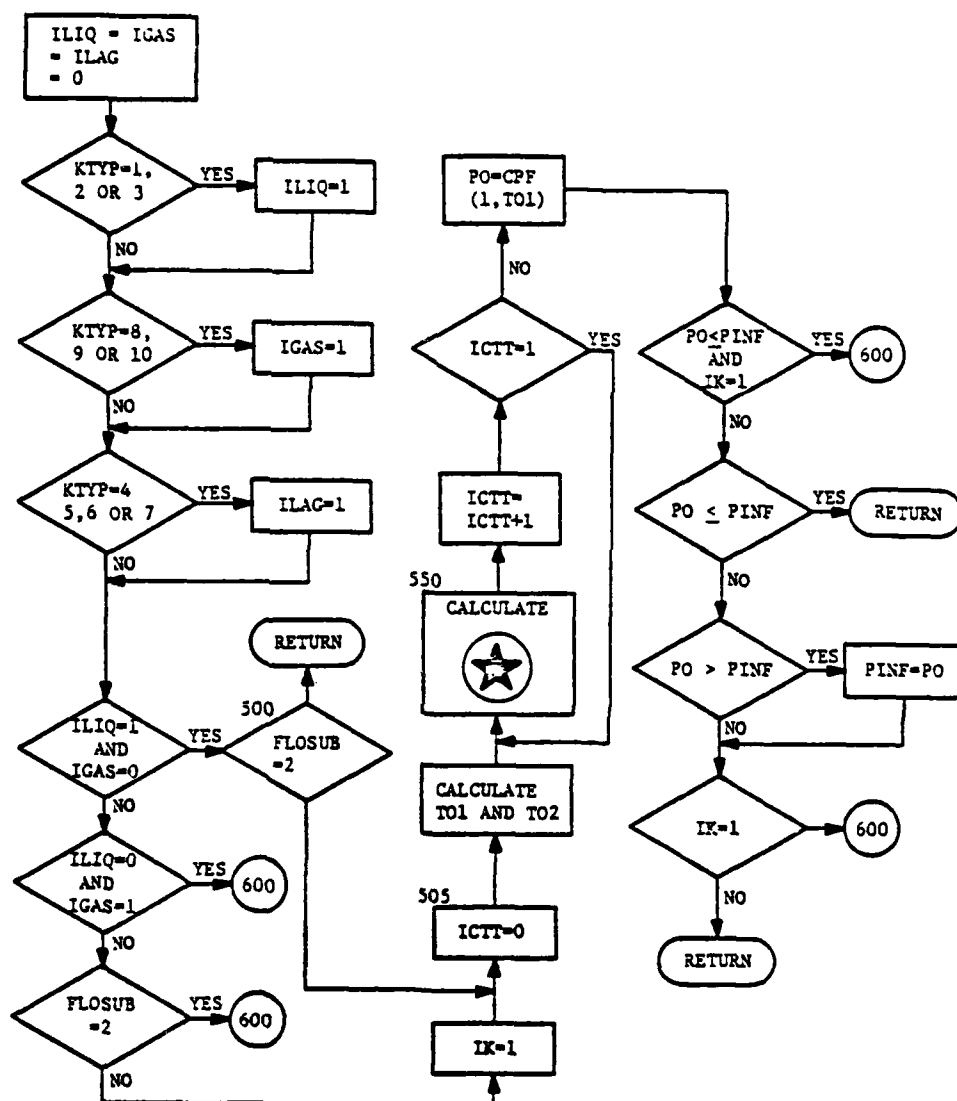 ILIQ = IGAS
= ILAG
= 0
KTYP=1,
2 OR 3
YES
ILIQ=1
NO
KTYP=8,
9 OR 10
YES
IGAS=1
NO
KTYP=4
5,6 OR 7
YES
ILAG=1
NO
ILIQ=1
AND
IGAS=0
YES
NO
500
FLOSUB
=2
RETURN
ILIQ=0
AND
IGAS=1
YES
600
NO
FLOSUB
=2
YES
600
NO
IK=1
505
ICTT=0
CALCULATE
TO1 AND TO2
550
CALCULATE
ICTT=
ICTT+1
ICTT=1
YES
NO
PO=CPF
(1,TO1)
PO≤PINF
AND
IK=1
YES
600
NO
PO ≤ PINF
YES
RETURN
NO
PO > PINF
YES
PINF=PO
NO
IK=1
600
NO
RETURN